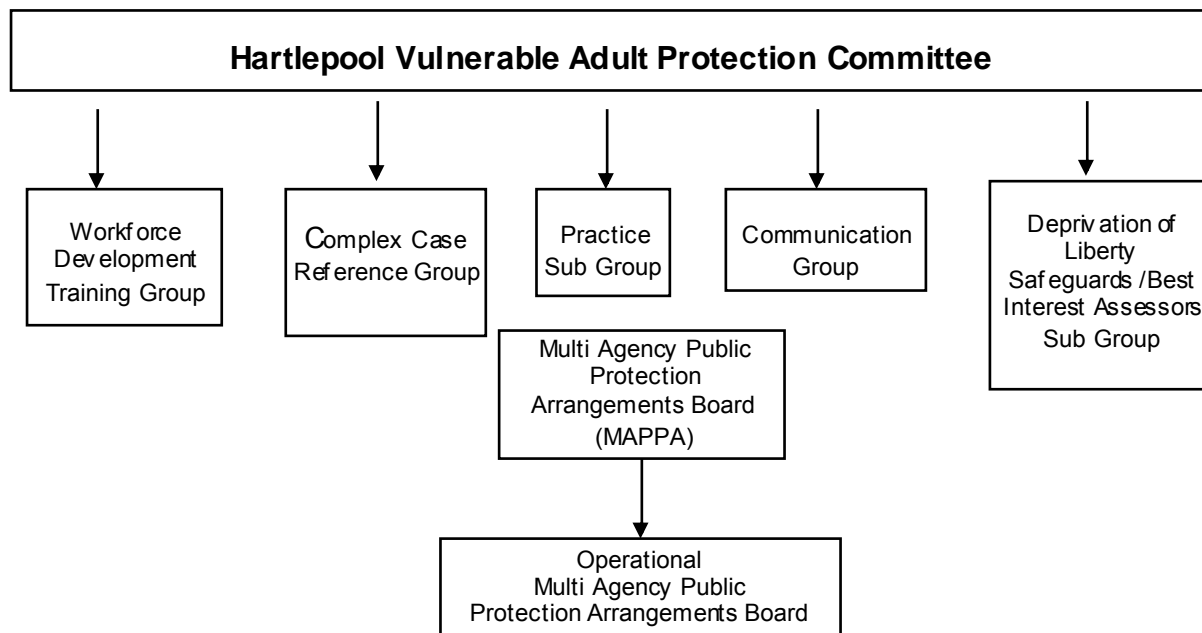 Hartlepool Vulnerable Adult Protection Committee
Workforce
Development
Training Group
Complex Case
Reference Group
Practice
Sub Group
Communication
Group
Deprivation of
Liberty
Safeguards /Best
Interest Assessors
Sub Group
Multi Agency Public
Protection
Arrangements Board
(MAPPA)
Operational
Multi Agency Public
Protection Arrangements Board